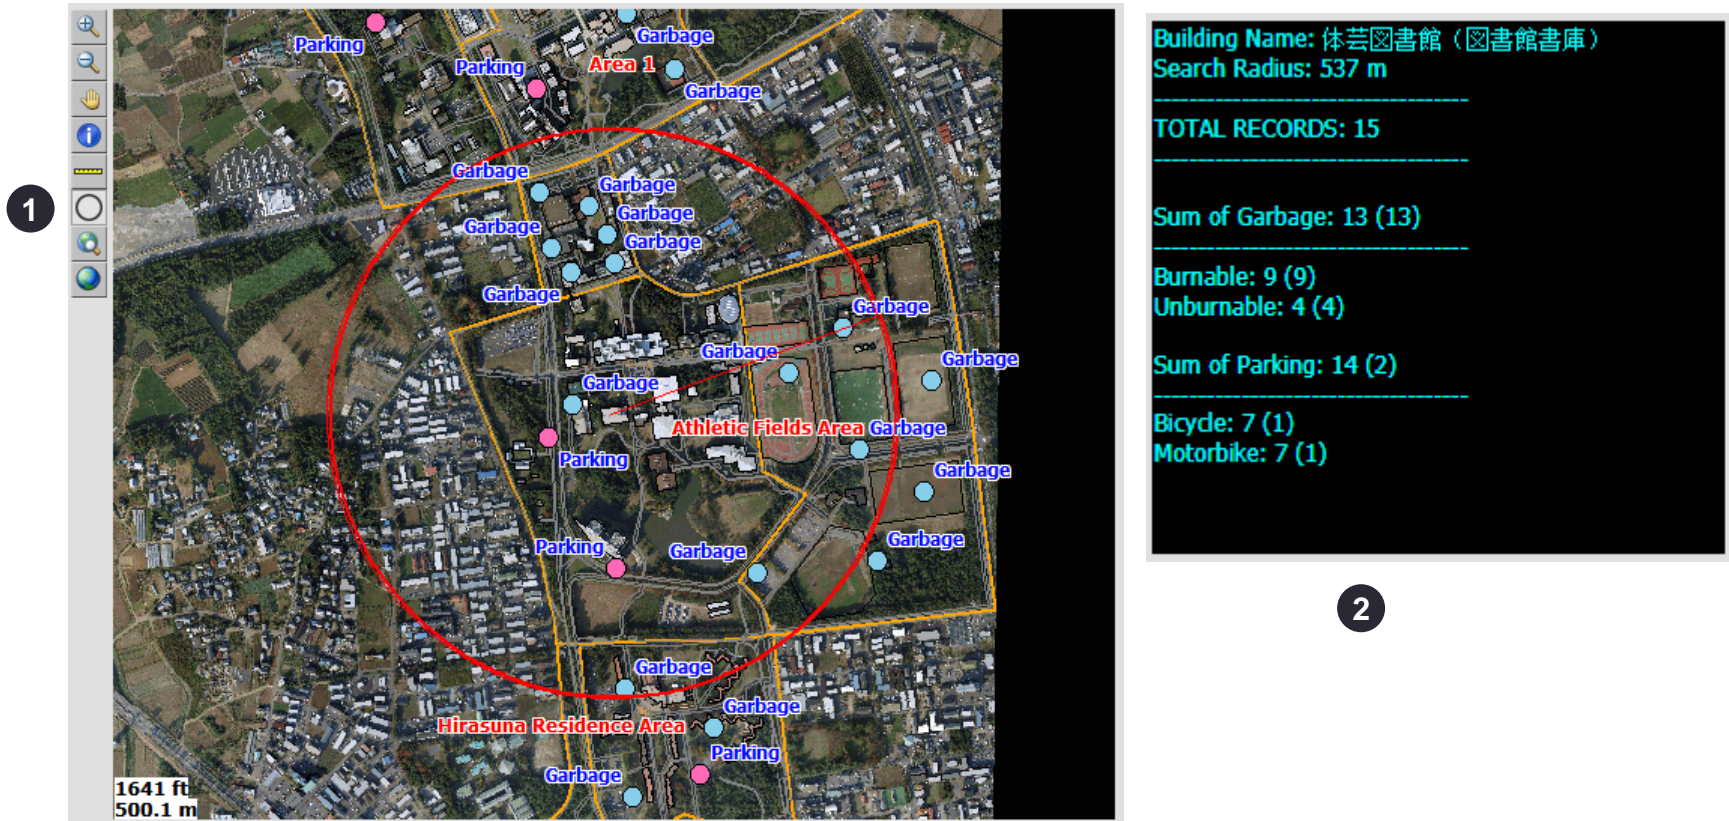 Garbage
Parking
Area 1
Parking
Garbage
Garbage
Garbage
Garbage
Garbage
Garbage
Garbage
Garbage
Garbage
Garbage
Garbage
Athletic Fields Area
Garbage
Parking
Garbage
Parking
Garbage
Garbage
Garbage
Garbage
Hirasuna Residence Area
Parking
Garbage
1641 ft
500.1 m
1
Building Name: 体芸図書館（図書館書庫）
Search Radius: 537 m
-----------------------------------
TOTAL RECORDS: 15
-----------------------------------
Sum of Garbage: 13 (13)
-----------------------------------
Burnable: 9 (9)
Unburnable: 4 (4)
Sum of Parking: 14 (2)
-----------------------------------
Bicycle: 7 (1)
Motorbike: 7 (1)
2